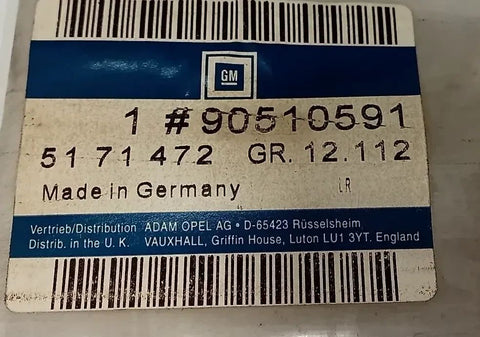 GM
1 #90510591
51 71 472 GR. 12.112
Made in Germany LR
Vertrieb/Distribution ADAM OPEL AG • D-65423 Rüsselsheim
Distrib. in the U. K. VAUXHALL, Griffin House, Luton LU1 3YT. England